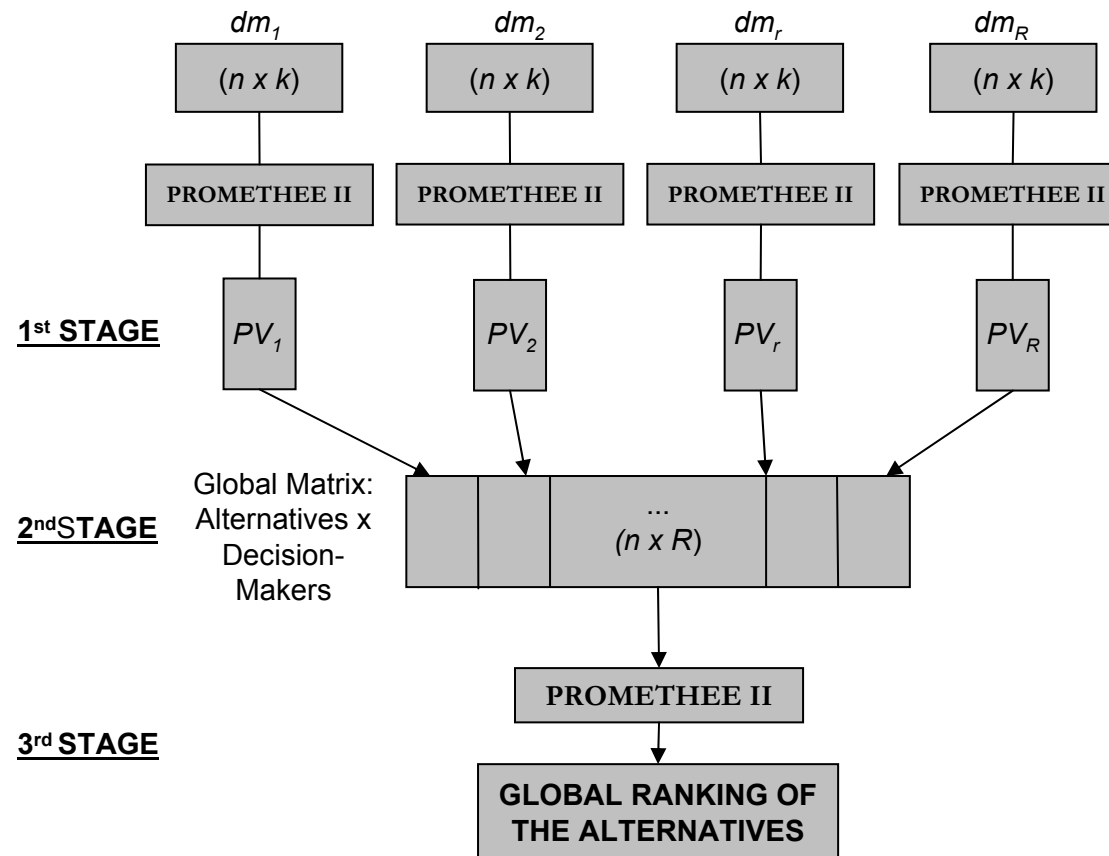 dm1 dm2 dmr dmR
(n x k) (n x k) (n x k) (n x k)
PROMETHEE II PROMETHEE II PROMETHEE II PROMETHEE II
1st STAGE
PV1 PV2 PVr PVR
2ndSTAGE
Global Matrix:
Alternatives x
Decision-
Makers
...
(n x R)
PROMETHEE II
3rd STAGE
GLOBAL RANKING OF
THE ALTERNATIVES